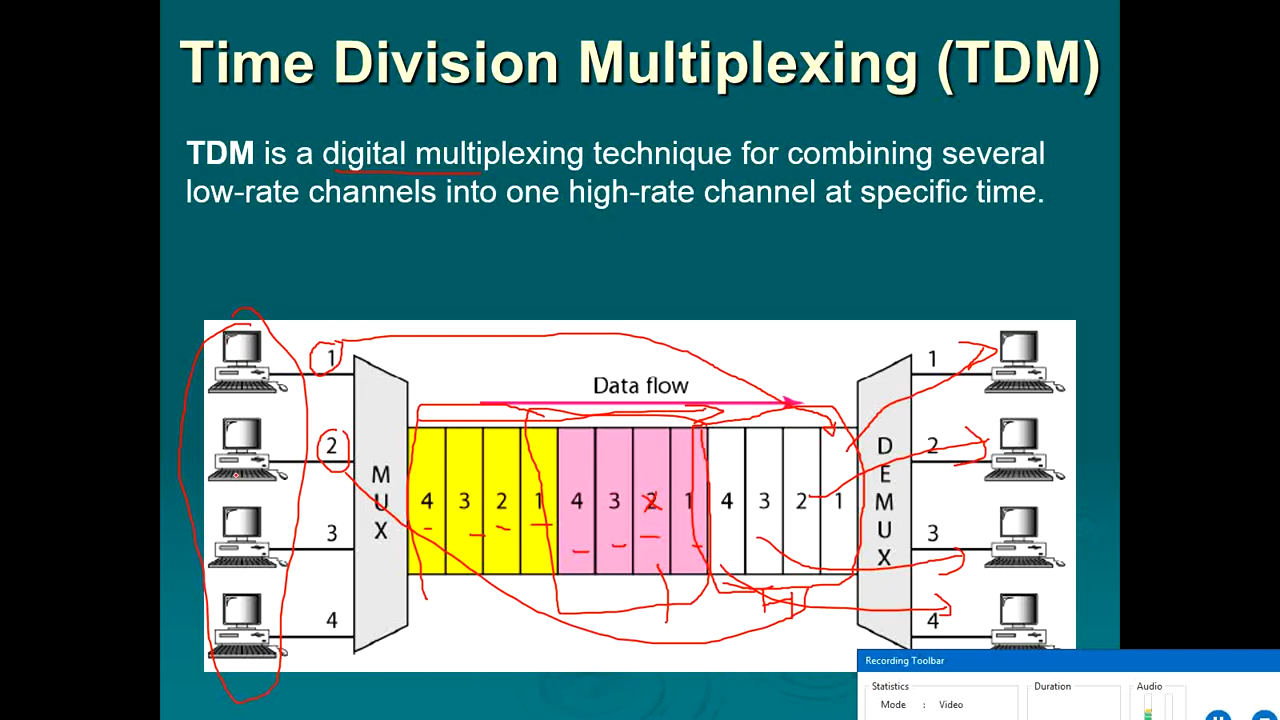 Time Division Multiplexing (TDM)
TDM is a digital multiplexing technique for combining several
low-rate channels into one high-rate channel at specific time.
1
2
3
4
MUX
Data flow
4 3 2 1 4 3 2 1 4 3 2 1
DEMUX
1
2
3
4
Recording Toolbar
Statistics
Mode : Video
Duration
Audio